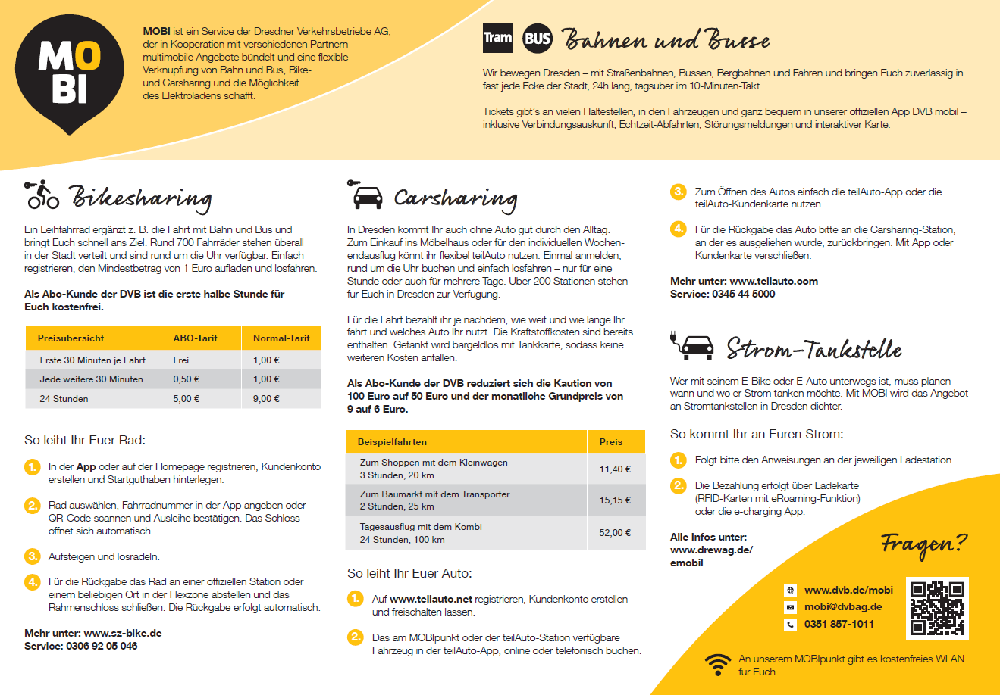 MO
BI
MOBI ist ein Service der Dresdner Verkehrsbetriebe AG,
der in Kooperation mit verschiedenen Partnern
multimobile Angebote bündelt und eine flexible
Verknüpfung von Bahn und Bus, Bike-
und Carsharing und die Möglichkeit
des Elektroladens schafft.
Tram BUS Bahnen und Busse
Wir bewegen Dresden – mit Straßenbahnen, Bussen, Bergbahnen und Fähren und bringen Euch zuverlässig in
fast jede Ecke der Stadt, 24h lang, tagsüber im 10-Minuten-Takt.
Tickets gibt's an vielen Haltestellen, in den Fahrzeugen und ganz bequem in unserer offiziellen App DVB mobil –
inklusive Verbindungsauskunft, Echtzeit-Abfahrten, Störungsmeldungen und interaktiver Karte.
Bikesharing
Ein Leihfahrrad ergänzt z. B. die Fahrt mit Bahn und Bus und
bringt Euch schnell ans Ziel. Rund 700 Fahrräder stehen überall
in der Stadt verteilt und sind rund um die Uhr verfügbar. Einfach
registrieren, den Mindestbetrag von 1 Euro aufladen und losfahren.
Als Abo-Kunde der DVB ist die erste halbe Stunde für
Euch kostenfrei.
Preisübersicht ABO-Tarif Normal-Tarif
Erste 30 Minuten je Fahrt Frei 1,00 €
Jede weitere 30 Minuten 0,50 € 1,00 €
24 Stunden 5,00 € 9,00 €
So leiht Ihr Euer Rad:
1. In der App oder auf der Homepage registrieren, Kundenkonto
erstellen und Startguthaben hinterlegen.
2. Rad auswählen, Fahrradnummer in der App angeben oder
QR-Code scannen und Ausleihe bestätigen. Das Schloss
öffnet sich automatisch.
3. Aufsteigen und losradeln.
4. Für die Rückgabe das Rad an einer offiziellen Station oder
einem beliebigen Ort in der Flexzone abstellen und das
Rahmenschloss schließen. Die Rückgabe erfolgt automatisch.
Mehr unter: www.sz-bike.de
Service: 0306 92 05 046
Carsharing
In Dresden kommt Ihr auch ohne Auto gut durch den Alltag.
Zum Einkauf ins Möbelhaus oder für den individuellen Wochen-
endausflug könnt ihr flexibel teilAuto nutzen. Einmal anmelden,
rund um die Uhr buchen und einfach losfahren – nur für eine
Stunde oder auch für mehrere Tage. Über 200 Stationen stehen
für Euch in Dresden zur Verfügung.
Für die Fahrt bezahlt ihr je nachdem, wie weit und wie lange Ihr
fahrt und welches Auto Ihr nutzt. Die Kraftstoffkosten sind bereits
enthalten. Getankt wird bargeldlos mit Tankkarte, sodass keine
weiteren Kosten anfallen.
Als Abo-Kunde der DVB reduziert sich die Kaution von
100 Euro auf 50 Euro und der monatliche Grundpreis von
9 auf 6 Euro.
Beispielfahrten Preis
Zum Shoppen mit dem Kleinwagen
3 Stunden, 20 km 11,40 €
Zum Baumarkt mit dem Transporter
2 Stunden, 25 km 15,15 €
Tagesausflug mit dem Kombi
24 Stunden, 100 km 52,00 €
So leiht Ihr Euer Auto:
1. Auf www.teilauto.net registrieren, Kundenkonto erstellen
und freischalten lassen.
2. Das am MOBIpunkt oder der teilAuto-Station verfügbare
Fahrzeug in der teilAuto-App, online oder telefonisch buchen.
3. Zum Öffnen des Autos einfach die teilAuto-App oder die
teilAuto-Kundenkarte nutzen.
4. Für die Rückgabe das Auto bitte an die Carsharing-Station,
an der es ausgeliehen wurde, zurückbringen. Mit App oder
Kundenkarte verschließen.
Mehr unter: www.teilauto.com
Service: 0345 44 5000
Strom-Tankstelle
Wer mit seinem E-Bike oder E-Auto unterwegs ist, muss planen
wann und wo er Strom tanken möchte. Mit MOBI wird das Angebot
an Stromtankstellen in Dresden dichter.
So kommt Ihr an Euren Strom:
1. Folgt bitte den Anweisungen an der jeweiligen Ladestation.
2. Die Bezahlung erfolgt über Ladekarte
(RFID-Karten mit eRoaming-Funktion)
oder die e-charging App.
Alle Infos unter:
www.drewag.de/
emobil
Fragen?
www.dvb.de/mobi
mobi@dvbag.de
0351 857-1011
An unserem MOBIpunkt gibt es kostenfreies WLAN
für Euch.